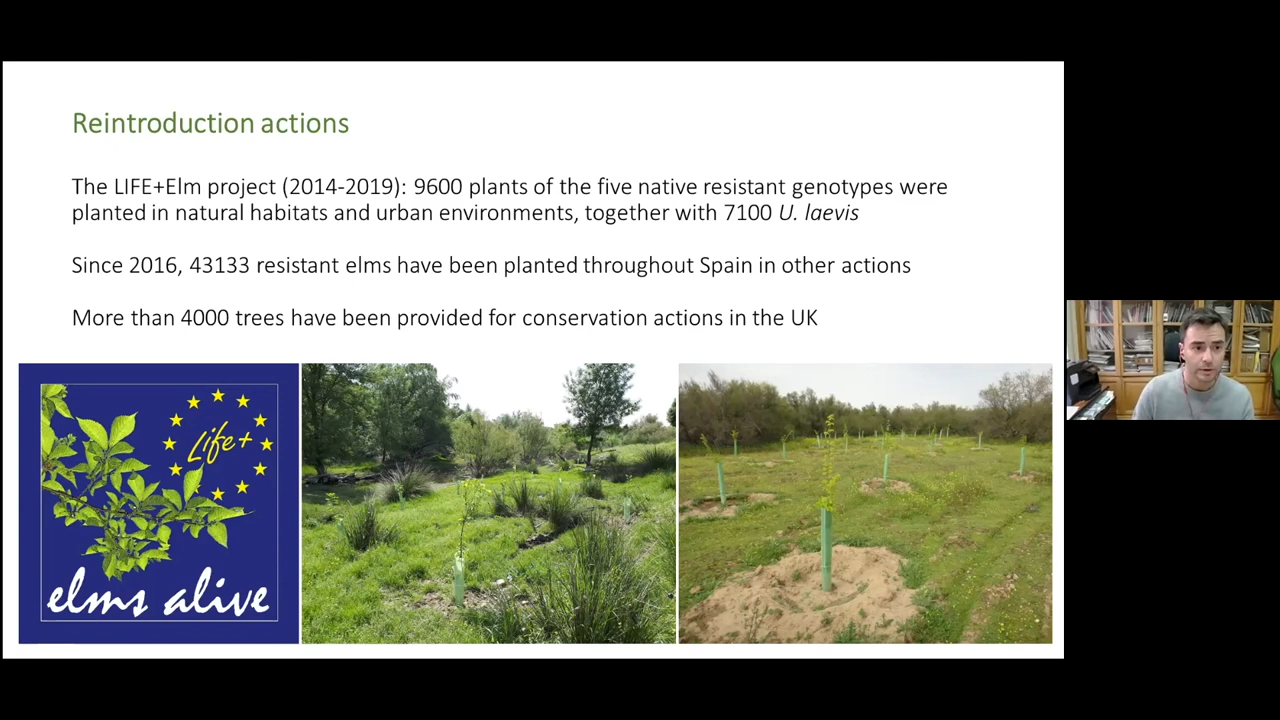 Reintroduction actions
The LIFE+Elm project (2014-2019): 9600 plants of the five native resistant genotypes were
planted in natural habitats and urban environments, together with 7100 U. laevis
Since 2016, 43133 resistant elms have been planted throughout Spain in other actions
More than 4000 trees have been provided for conservation actions in the UK
Life+
elms alive